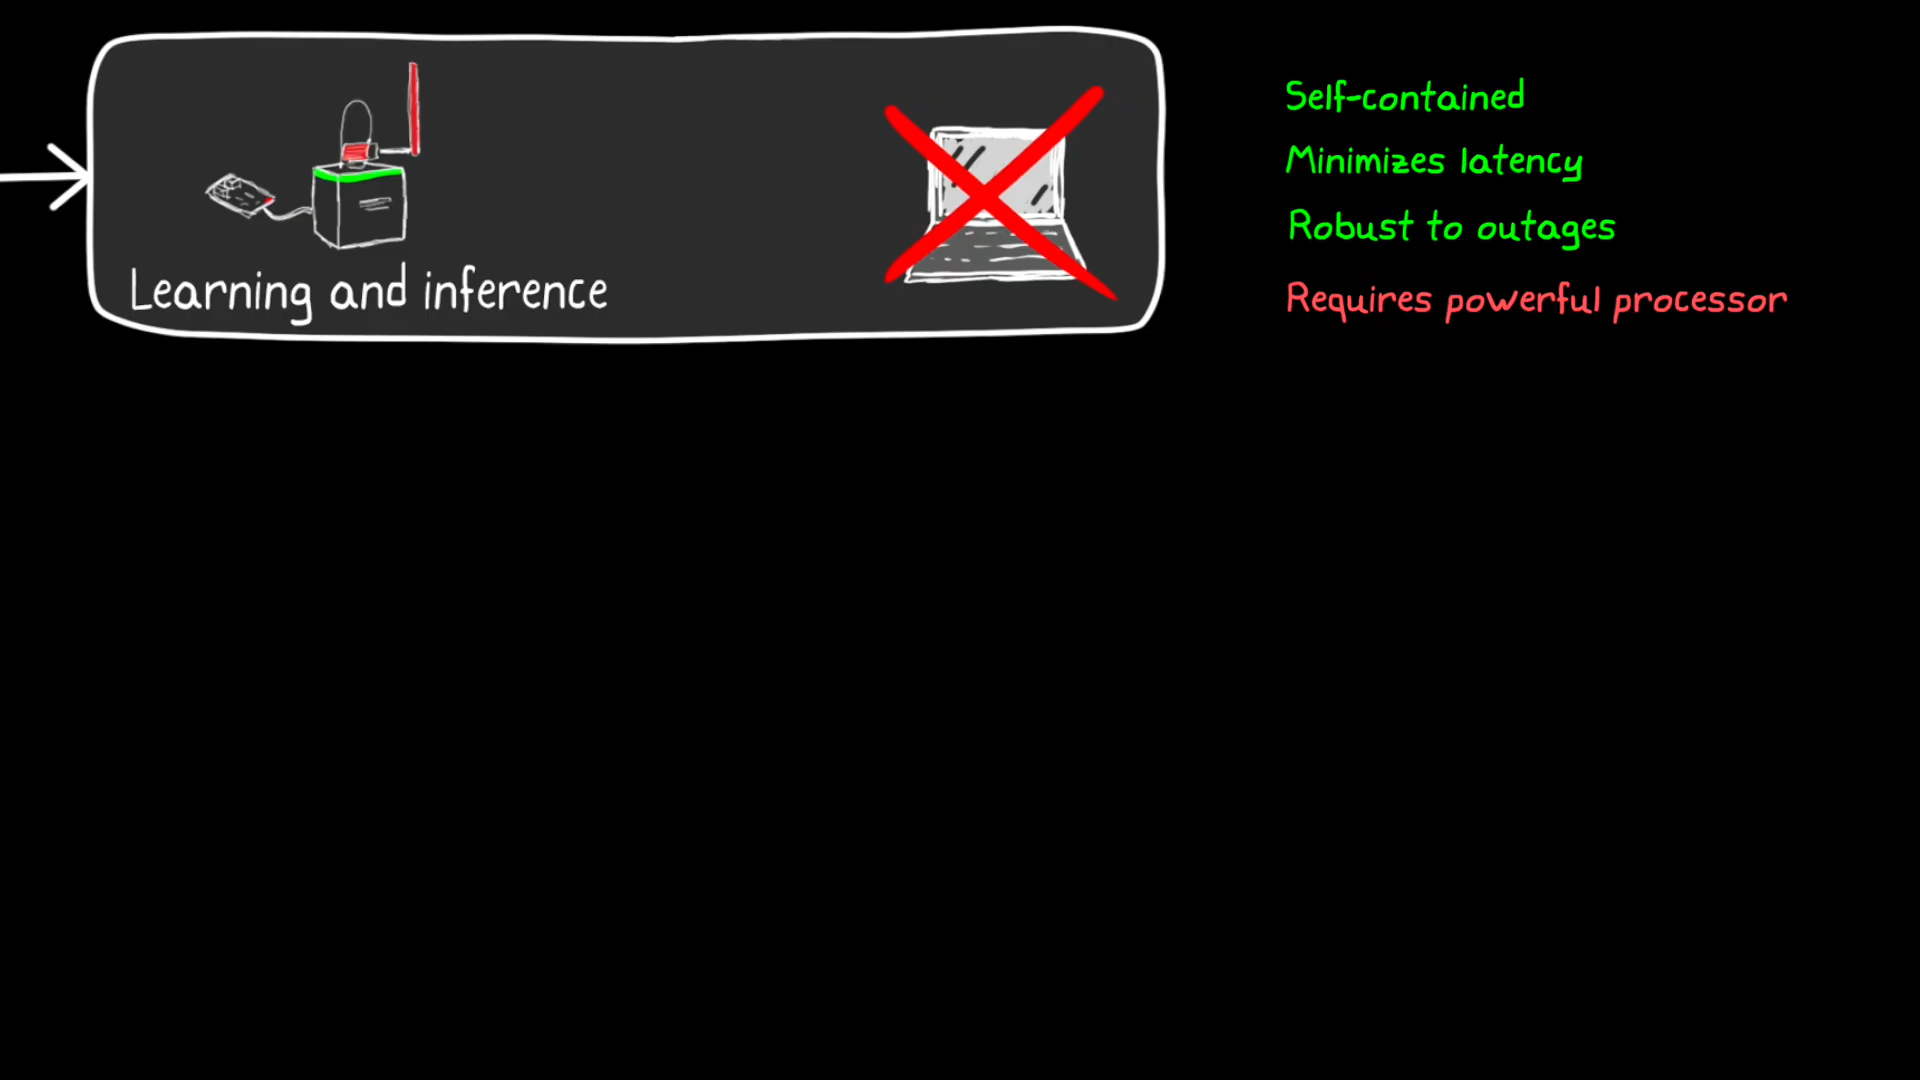 Self-contained
Minimizes latency
Robust to outages
Learning and inference
Requires powerful processor